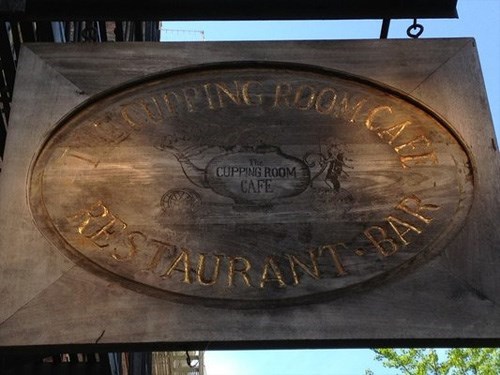 THE CUPPING ROOM CAFE
The
CUPPING ROOM
CAFE
RESTAURANT · BAR